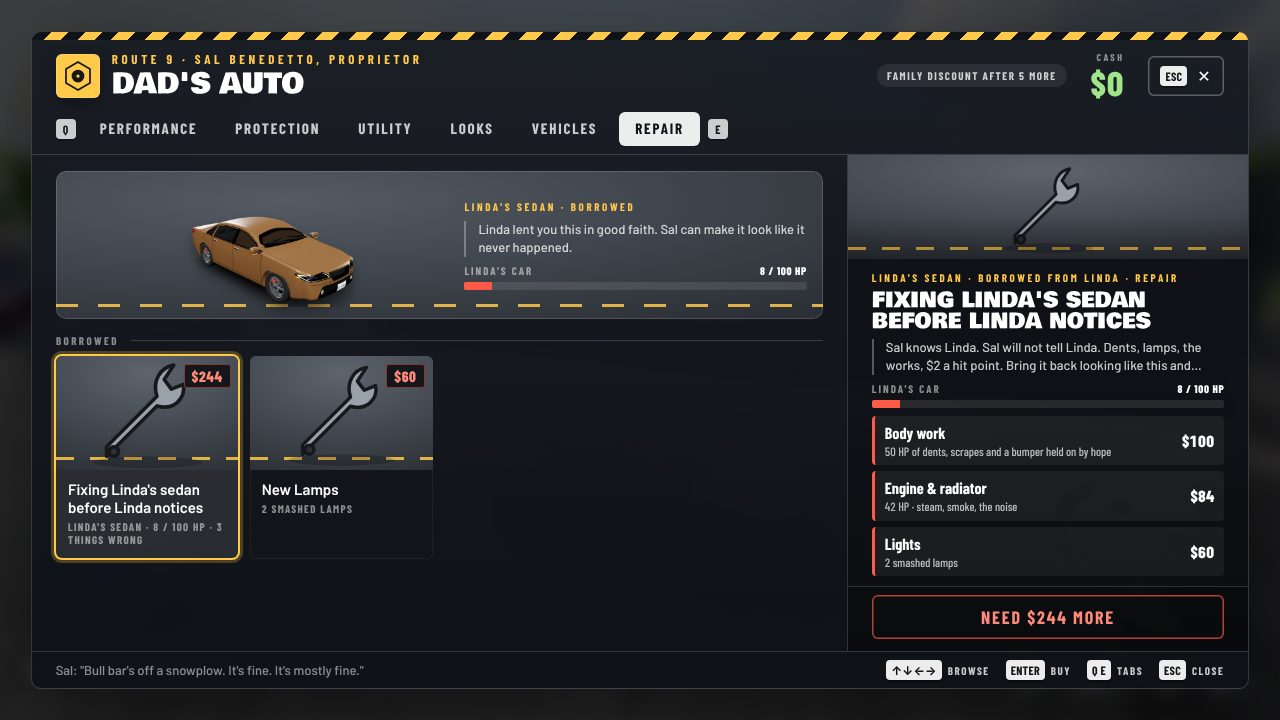 ROUTE 9 · SAL BENEDETTO, PROPRIETOR
DAD'S AUTO
FAMILY DISCOUNT AFTER 5 MORE
CASH
$0
ESC ✕
Q PERFORMANCE PROTECTION UTILITY LOOKS VEHICLES REPAIR E
LINDA'S SEDAN · BORROWED
Linda lent you this in good faith. Sal can make it look like it
never happened.
LINDA'S CAR 8 / 100 HP
BORROWED
$244
Fixing Linda's sedan
before Linda notices
LINDA'S SEDAN · 8 / 100 HP · 3
THINGS WRONG
$60
New Lamps
2 SMASHED LAMPS
LINDA'S SEDAN · BORROWED FROM LINDA · REPAIR
FIXING LINDA'S SEDAN
BEFORE LINDA NOTICES
Sal knows Linda. Sal will not tell Linda. Dents, lamps, the
works, $2 a hit point. Bring it back looking like this and...
LINDA'S CAR 8 / 100 HP
Body work
50 HP of dents, scrapes and a bumper held on by hope
$100
Engine & radiator
42 HP · steam, smoke, the noise
$84
Lights
2 smashed lamps
$60
NEED $244 MORE
Sal: "Bull bar's off a snowplow. It's fine. It's mostly fine."
↑↓←→ BROWSE ENTER BUY Q E TABS ESC CLOSE